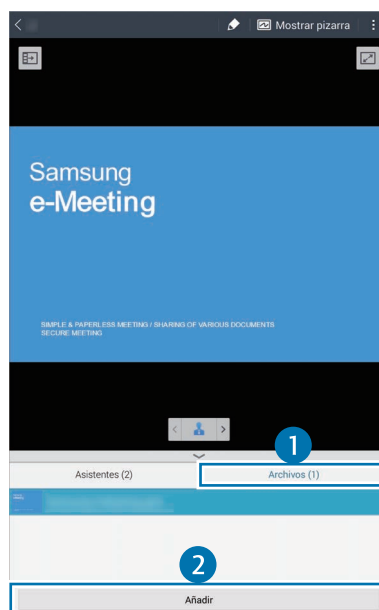 Mostrar pizarra
Samsung
e-Meeting
SIMPLE & PAPERLESS MEETING / SHARING OF VARIOUS DOCUMENTS
SECURE MEETING
1
Asistentes (2)
Archivos (1)
2
Añadir